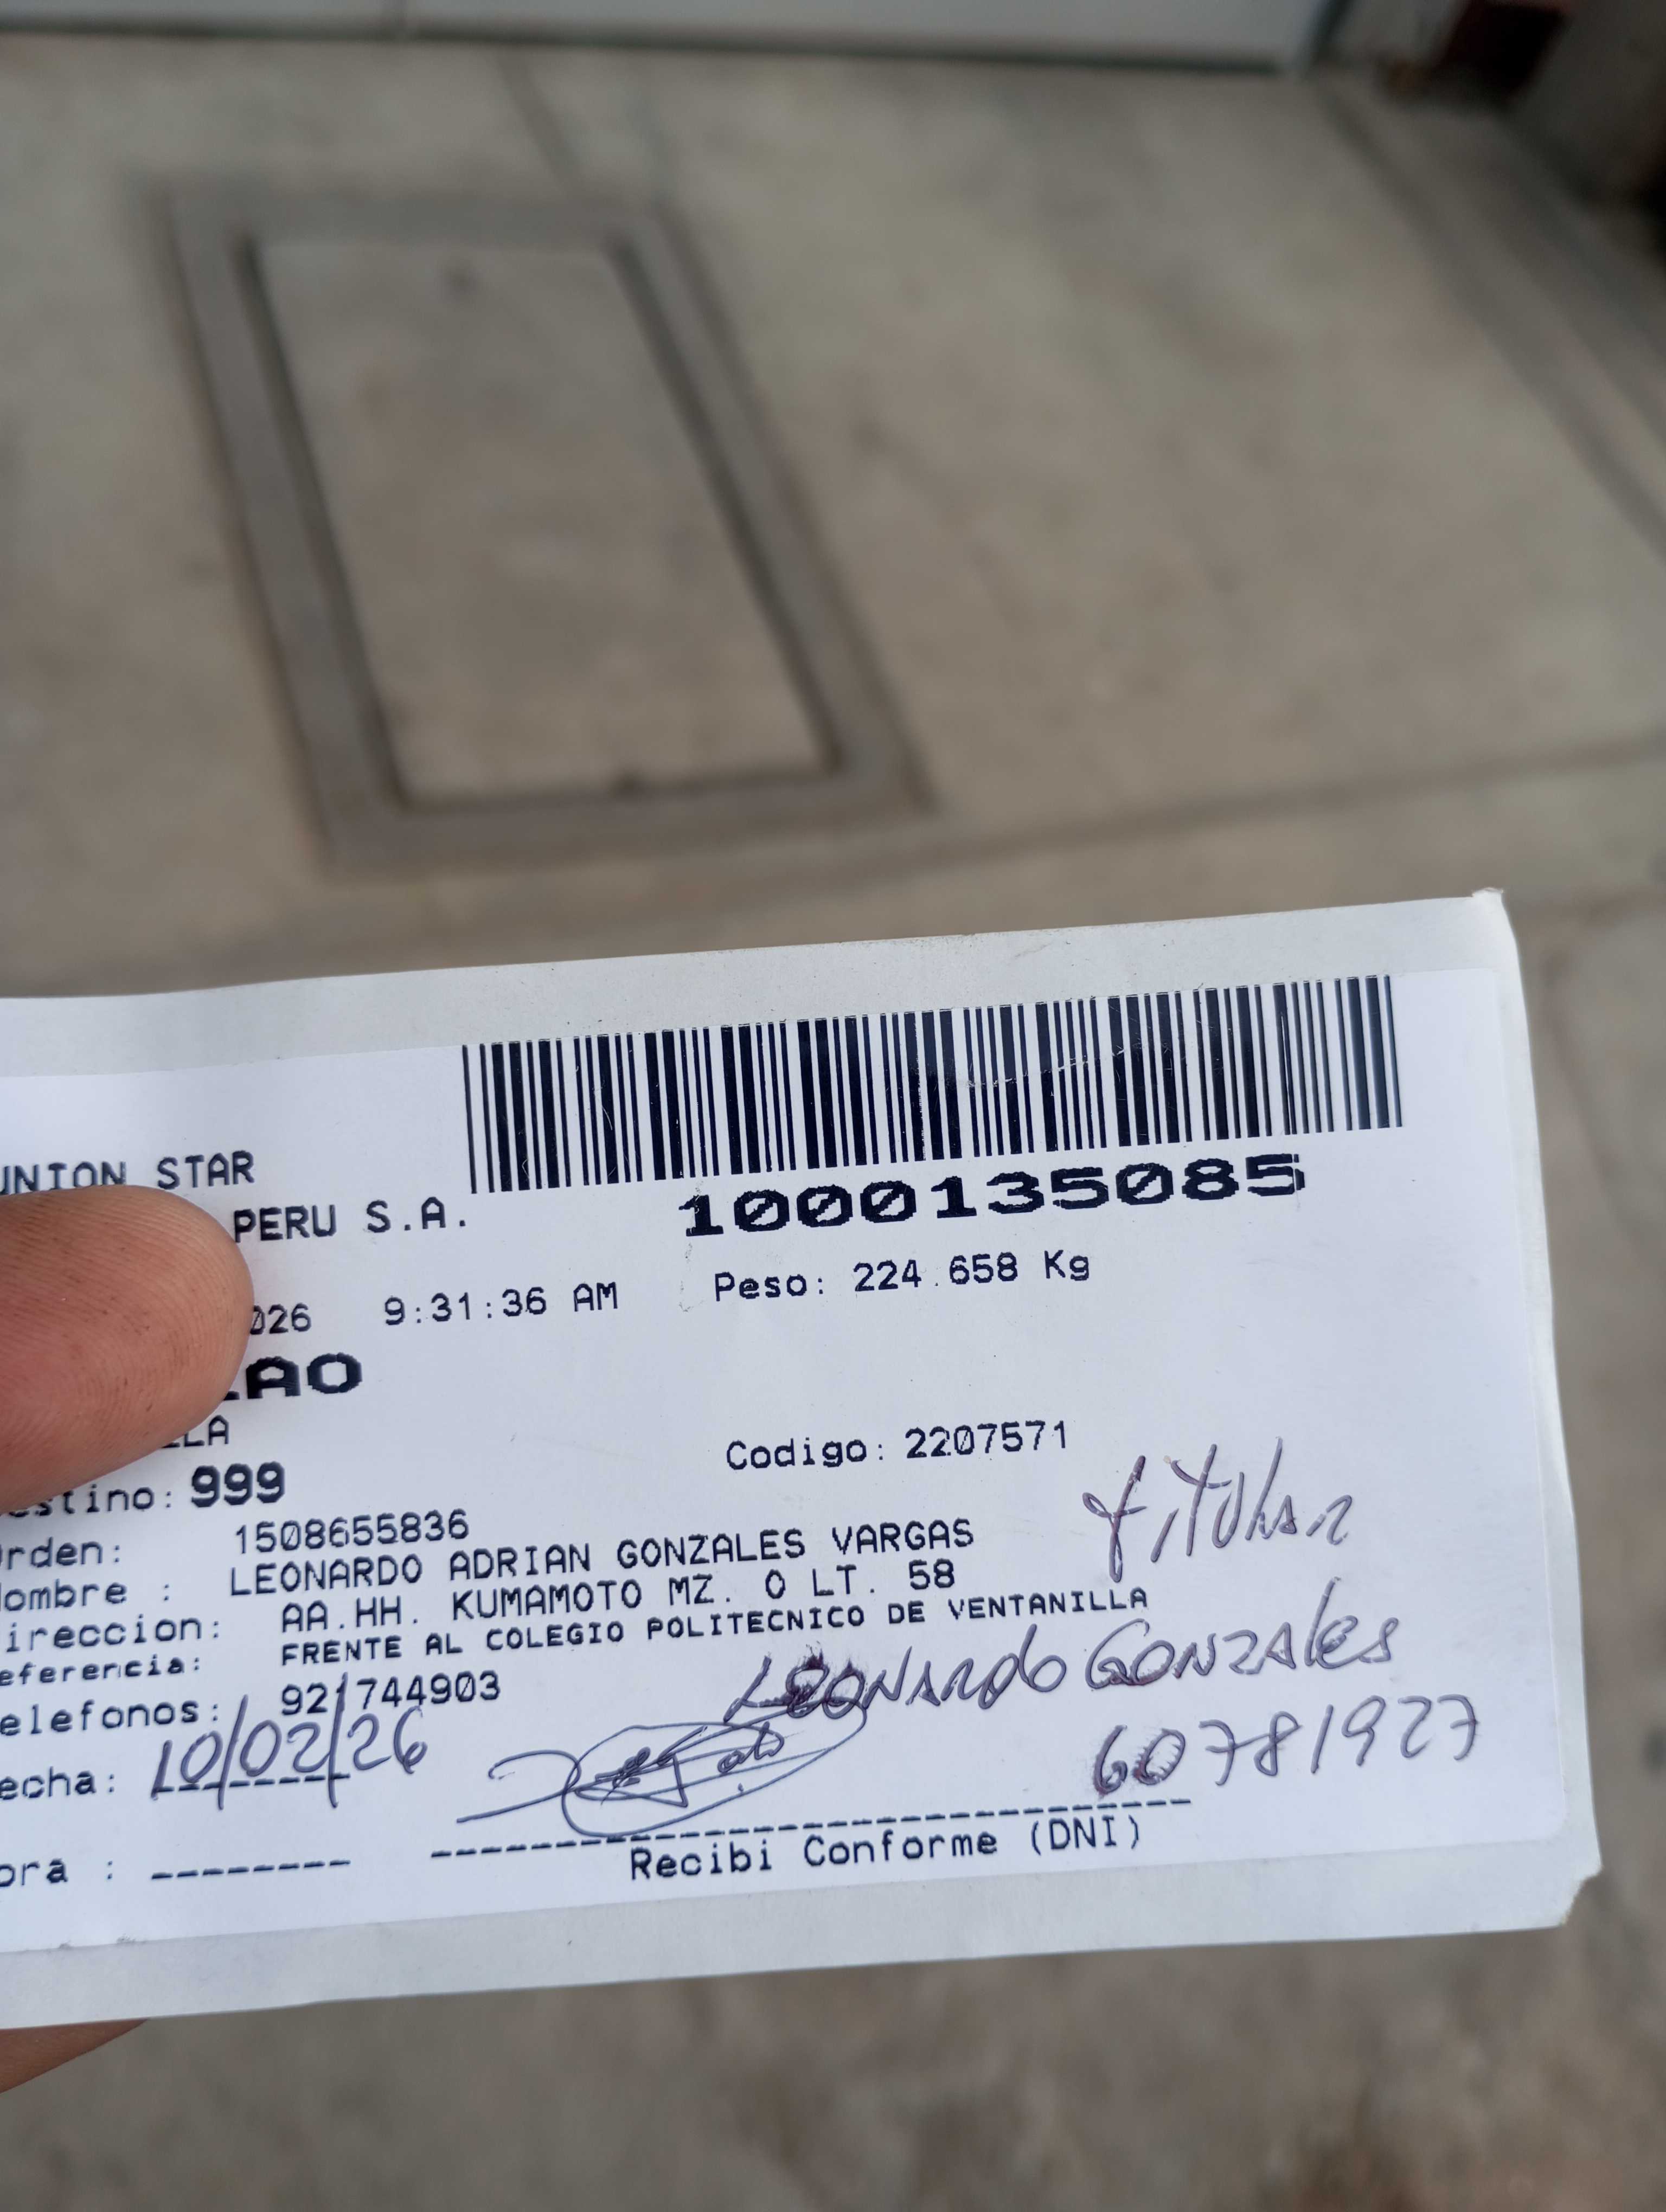 UNION STAR
PERU S.A.
1000135085
026 9:31:36 AM Peso: 224.658 Kg
LAO
LLA
Codigo: 2207571
estino: 999
Titular
Orden: 1508655836
Nombre : LEONARDO ADRIAN GONZALES VARGAS
ireccion: AA.HH. KUMAMOTO MZ. O LT. 58
eferencia: FRENTE AL COLEGIO POLITECNICO DE VENTANILLA
elefonos: 921744903
LEONARDO GONZALES
echa: 10/02/26
60781927
ora : --------
Recibi Conforme (DNI)